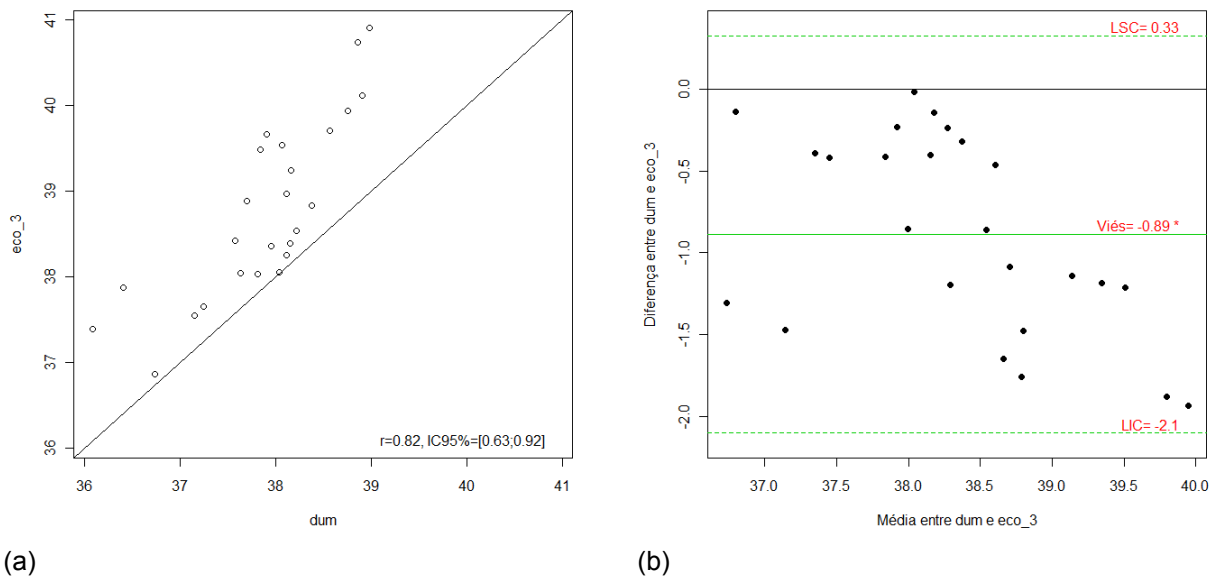 eco_3
41
40
39
38
37
36
r=0.82, IC95%=[0.63;0.92]
36 37 38 39 40 41
dum
(a)
Diferença entre dum e eco_3
0.0
-0.5
-1.0
-1.5
-2.0
LSC= 0.33
Viés= -0.89 *
LIC= -2.1
37.0 37.5 38.0 38.5 39.0 39.5 40.0
Média entre dum e eco_3
(b)